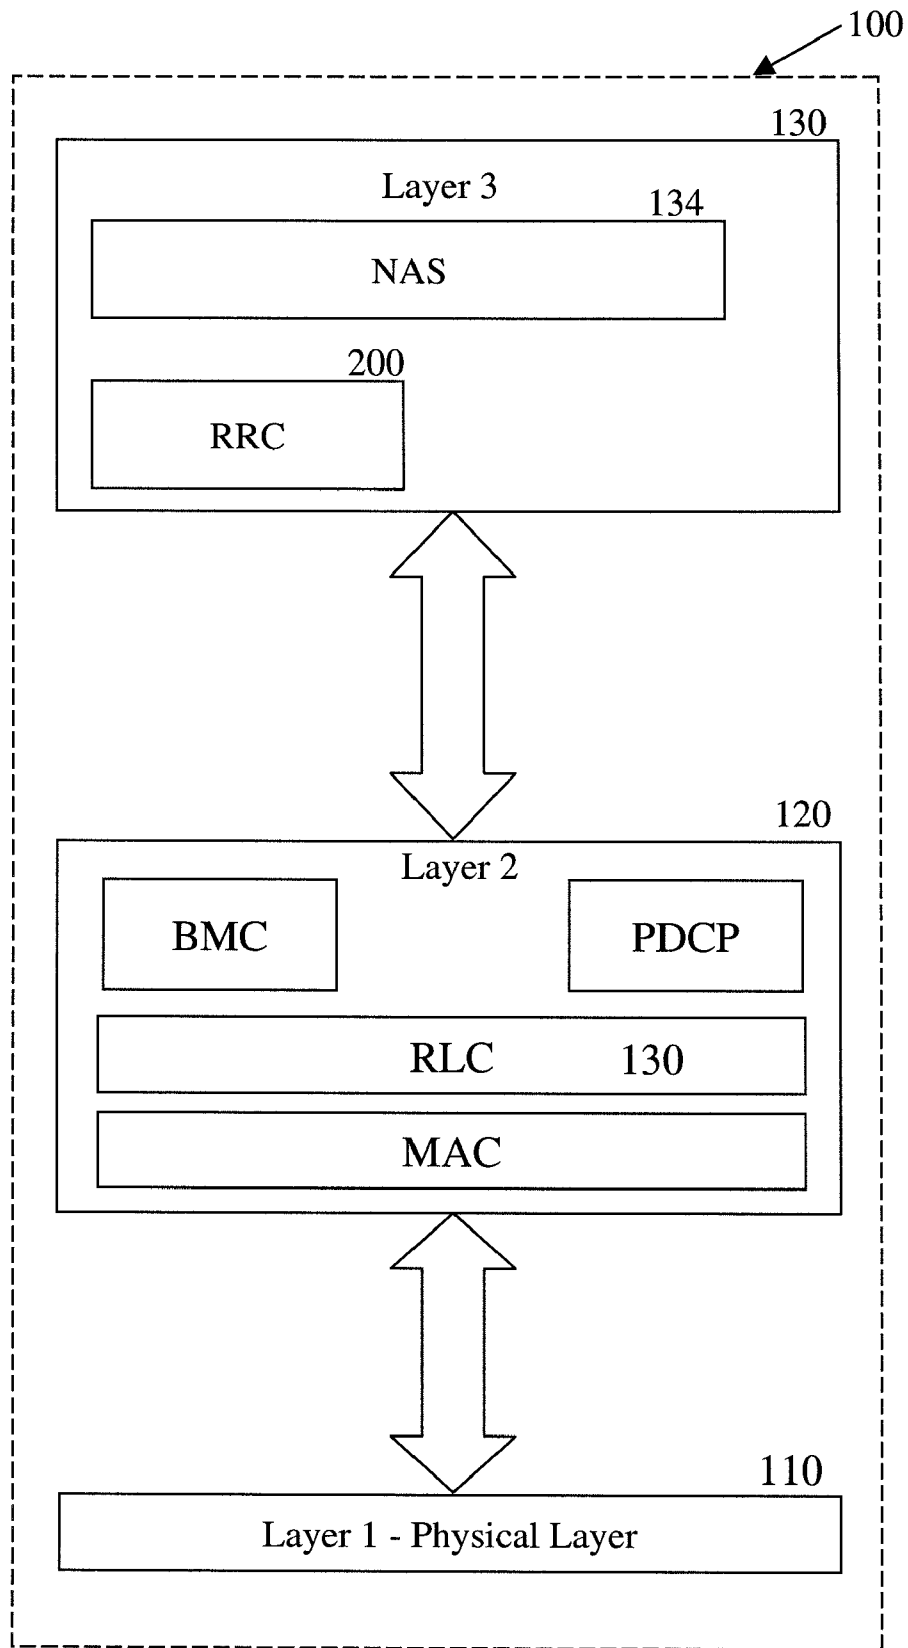 100
130
Layer 3
134
NAS
200
RRC
120
Layer 2
BMC
PDCP
RLC 130
MAC
110
Layer 1 - Physical Layer